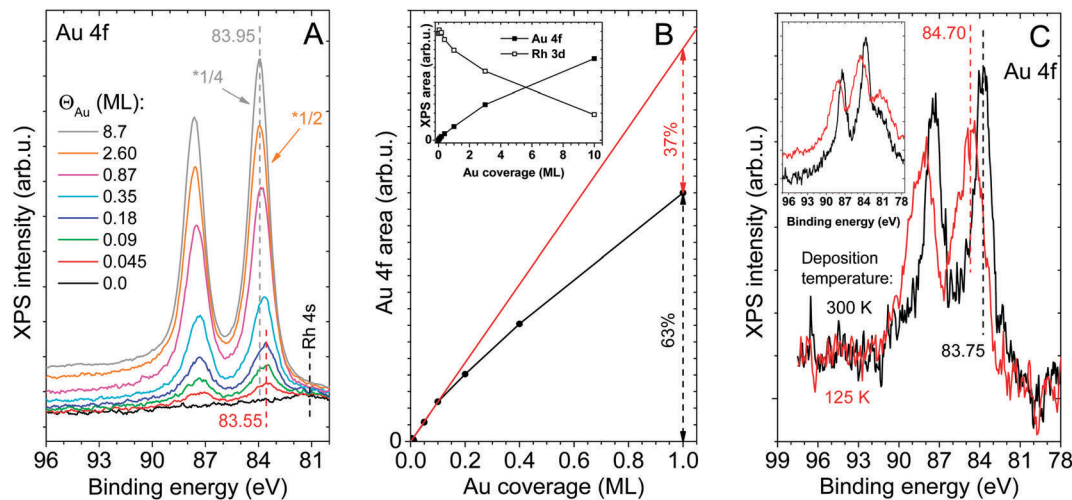 Au 4f
83.95
A
*1/4
*1/2
Θ_Au (ML):
8.7
2.60
0.87
0.35
0.18
0.09
0.045
0.0
Rh 4s
83.55
XPS intensity (arb.u.)
96 93 90 87 84 81
Binding energy (eV)
B
Au 4f
Rh 3d
XPS area (arb.u.)
0 2 4 6 8 10
Au coverage (ML)
37%
63%
Au 4f area (arb.u.)
0
0.0 0.2 0.4 0.6 0.8 1.0
Au coverage (ML)
84.70
C
Au 4f
96 93 90 87 84 81 78
Binding energy (eV)
Deposition
temperature:
300 K
83.75
125 K
XPS intensity (arb.u.)
99 96 93 90 87 84 81 78
Binding energy (eV)